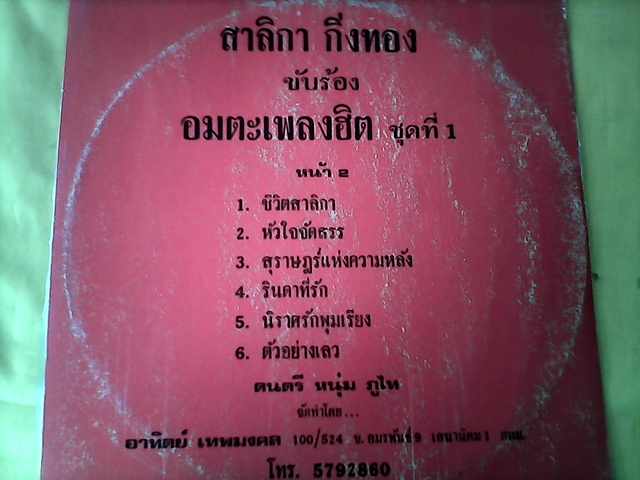 สาลิกา กิ่งทอง
ขับร้อง
อมตะเพลงฮิต ชุดที่ 1
หน้า 2
1. ชีวิตสาลิกา
2. หัวใจจัดสรร
3. สุราษฎร์แห่งความหลัง
4. รินดาที่รัก
5. นิราศรักพุมเรียง
6. ตัวอย่างเลว
ดนตรี หนุ่ม ภูไท
จัดทำโดย...
อาทิตย์ เทพมงคล 100/524 ซ. อมรพันธ์ 9 เสนานิคม 1 กทม.
โทร. 5792860